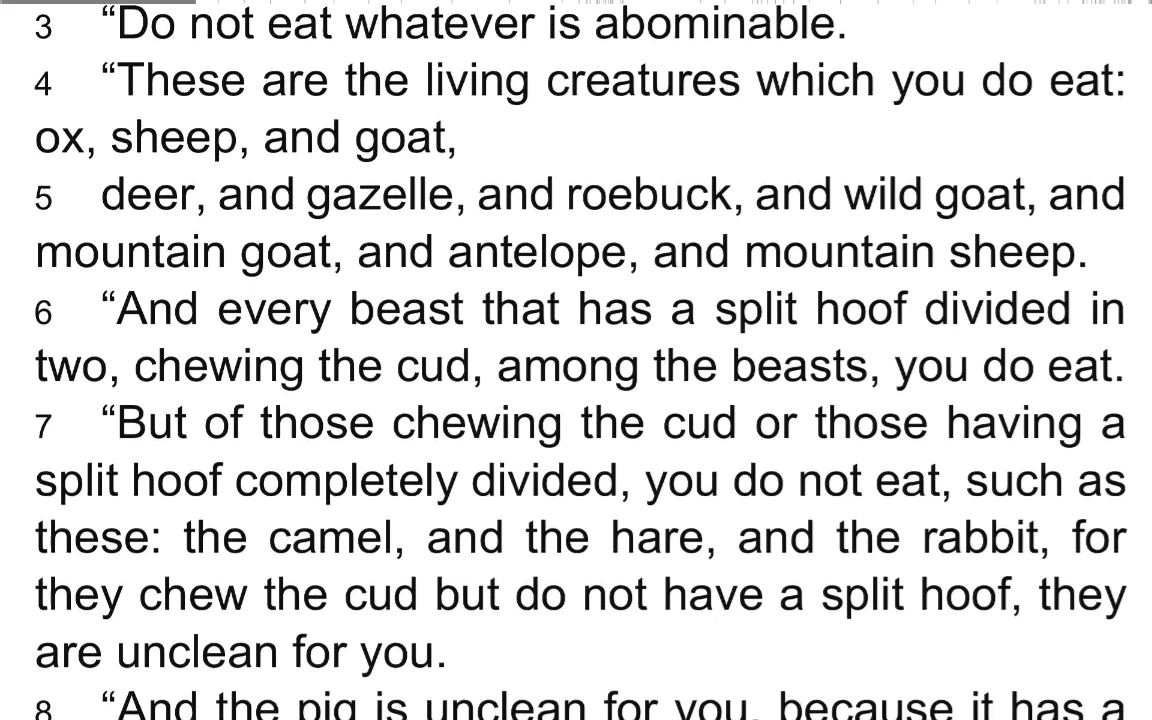 3 “Do not eat whatever is abominable.
4 “These are the living creatures which you do eat:
ox, sheep, and goat,
5 deer, and gazelle, and roebuck, and wild goat, and
mountain goat, and antelope, and mountain sheep.
6 “And every beast that has a split hoof divided in
two, chewing the cud, among the beasts, you do eat.
7 “But of those chewing the cud or those having a
split hoof completely divided, you do not eat, such as
these: the camel, and the hare, and the rabbit, for
they chew the cud but do not have a split hoof, they
are unclean for you.
8 “And the pig is unclean for you, because it has a